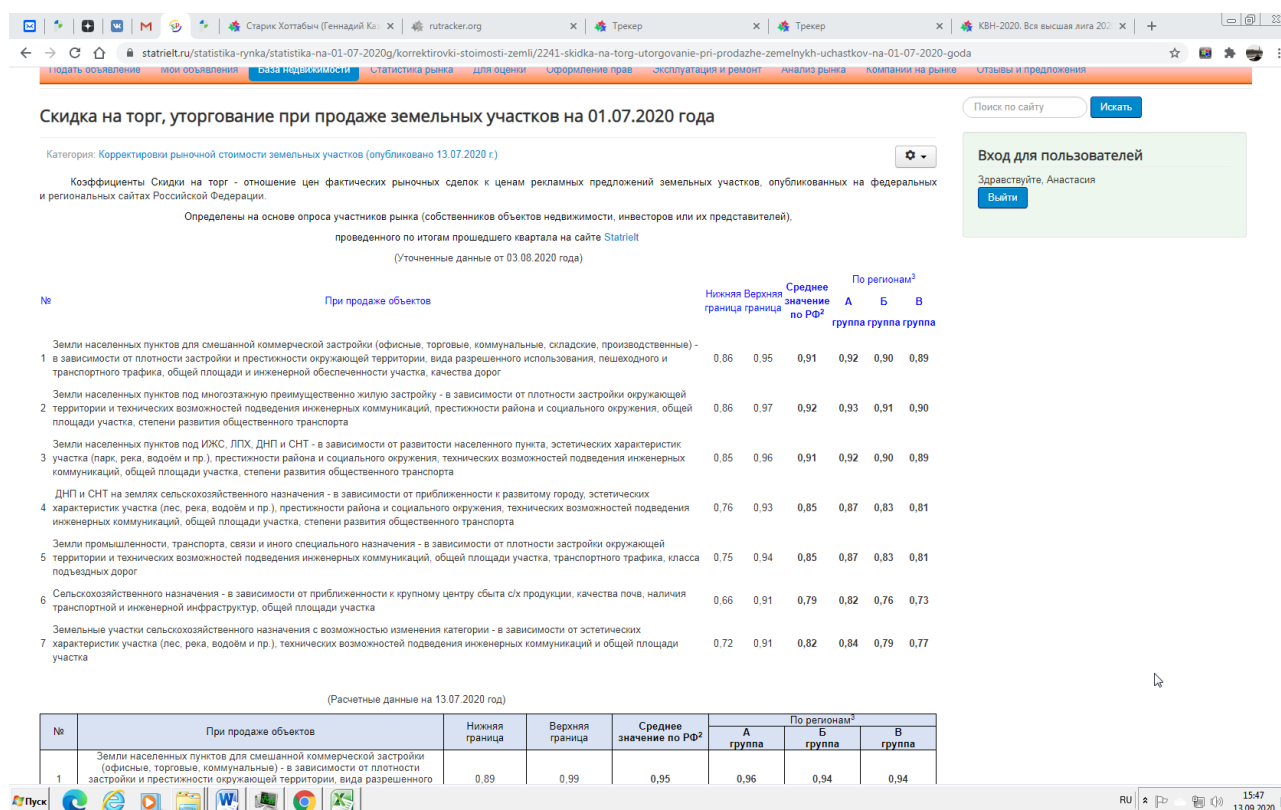 Старик Хоттабыч (Геннадий Каз
rutracker.org
Трекер
Трекер
КВН-2020. Вся высшая лига 202
statrielt.ru/statistika-rynka/statistika-na-01-07-2020g/korrektirovki-stoimosti-zemli/2241-skidka-na-torg-utorgovanie-pri-prodazhe-zemelnykh-uchastkov-na-01-07-2020-goda
Подать объявление Мои объявления База недвижимости Статистика рынка Для оценки Оформление прав Эксплуатация и ремонт Анализ рынка Компании на рынке Отзывы и предложения
Поиск по сайту Искать
Скидка на торг, уторгование при продаже земельных участков на 01.07.2020 года
Категория: Корректировки рыночной стоимости земельных участков (опубликовано 13.07.2020 г.)
Вход для пользователей
Здравствуйте, Анастасия
Выйти
Коэффициенты Скидки на торг - отношение цен фактических рыночных сделок к ценам рекламных предложений земельных участков, опубликованных на федеральных
и региональных сайтах Российской Федерации.
Определены на основе опроса участников рынка (собственников объектов недвижимости, инвесторов или их представителей),
проведенного по итогам прошедшего квартала на сайте Statrielt
(Уточненные данные от 03.08.2020 года)
№ При продаже объектов Нижняя граница Верхняя граница Среднее значение по РФ² По регионам³
А группа Б группа В группа
Земли населенных пунктов для смешанной коммерческой застройки (офисные, торговые, коммунальные, складские, производственные) -
1 в зависимости от плотности застройки и престижности окружающей территории, вида разрешенного использования, пешеходного и 0,86 0,95 0,91 0,92 0,90 0,89
транспортного трафика, общей площади и инженерной обеспеченности участка, качества дорог
Земли населенных пунктов под многоэтажную преимущественно жилую застройку - в зависимости от плотности застройки окружающей
2 территории и технических возможностей подведения инженерных коммуникаций, престижности района и социального окружения, общей 0,86 0,97 0,92 0,93 0,91 0,90
площади участка, степени развития общественного транспорта
Земли населенных пунктов под ИЖС, ЛПХ, ДНП и СНТ - в зависимости от развитости населенного пункта, эстетических характеристик
3 участка (парк, река, водоём и пр.), престижности района и социального окружения, технических возможностей подведения инженерных 0,85 0,96 0,91 0,92 0,90 0,89
коммуникаций, общей площади участка, степени развития общественного транспорта
ДНП и СНТ на землях сельскохозяйственного назначения - в зависимости от приближенности к развитому городу, эстетических
4 характеристик участка (лес, река, водоём и пр.), престижности района и социального окружения, технических возможностей подведения 0,76 0,93 0,85 0,87 0,83 0,81
инженерных коммуникаций, общей площади участка, степени развития общественного транспорта
Земли промышленности, транспорта, связи и иного специального назначения - в зависимости от плотности застройки окружающей
5 территории и технических возможностей подведения инженерных коммуникаций, общей площади участка, транспортного трафика, класса 0,75 0,94 0,85 0,87 0,83 0,81
подъездных дорог
6 Сельскохозяйственного назначения - в зависимости от приближенности к крупному центру сбыта с/х продукции, качества почв, наличия 0,66 0,91 0,79 0,82 0,76 0,73
транспортной и инженерной инфраструктур, общей площади участка
Земельные участки сельскохозяйственного назначения с возможностью изменения категории - в зависимости от эстетических
7 характеристик участка (лес, река, водоём и пр.), технических возможностей подведения инженерных коммуникаций и общей площади 0,72 0,91 0,82 0,84 0,79 0,77
участка
(Расчетные данные на 13.07.2020 год)
№ При продаже объектов Нижняя граница Верхняя граница Среднее значение по РФ² По регионам³
А группа Б группа В группа
Земли населенных пунктов для смешанной коммерческой застройки
(офисные, торговые, коммунальные) - в зависимости от плотности
1 застройки и престижности окружающей территории, вида разрешенного 0,89 0,99 0,95 0,96 0,94 0,94
Пуск RU 15:47
13.09.2020